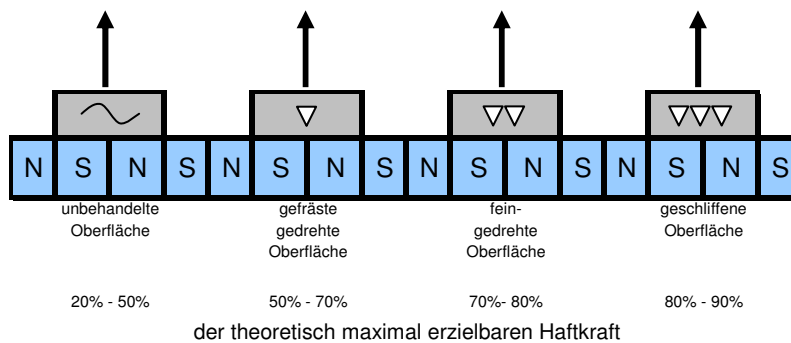 N S N S N S N S N S N S N S N S
unbehandelte
Oberfläche
gefräste
gedrehte
Oberfläche
fein-
gedrehte
Oberfläche
geschliffene
Oberfläche
20% - 50%
50% - 70%
70%- 80%
80% - 90%
der theoretisch maximal erzielbaren Haftkraft